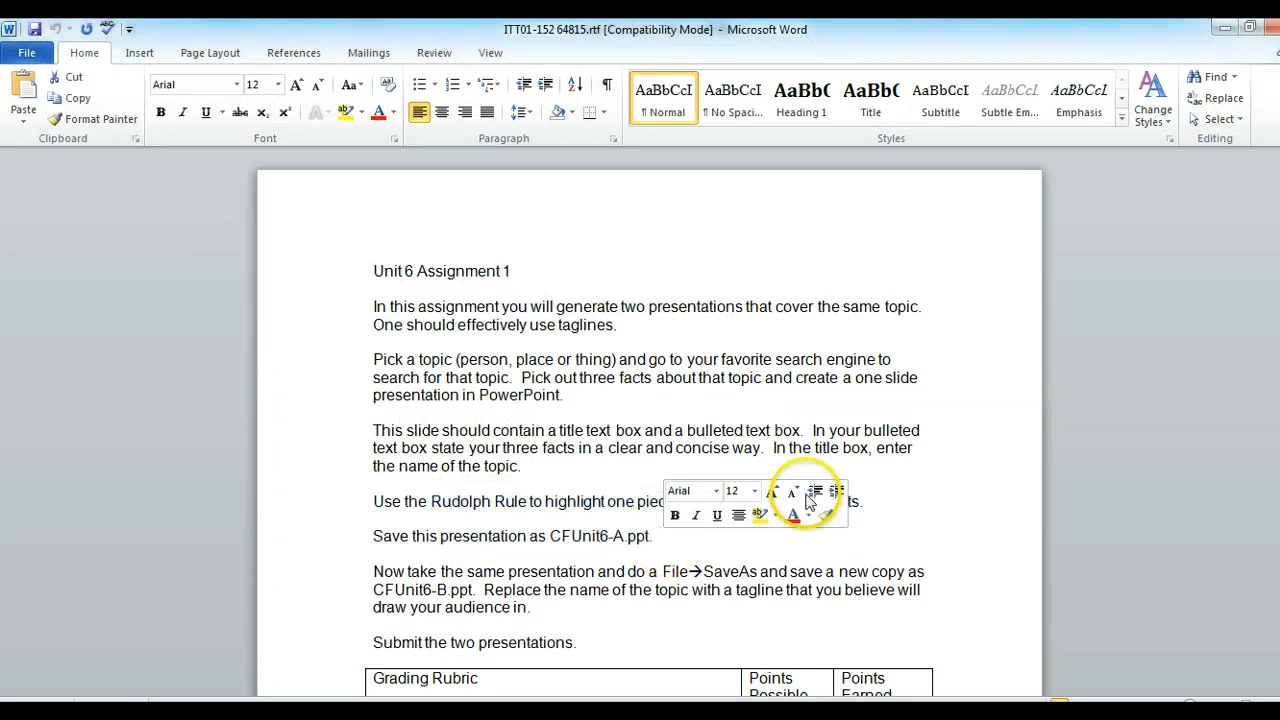 ITT01-152 64815.rtf [Compatibility Mode] - Microsoft Word
File Home Insert Page Layout References Mailings Review View
Paste Cut Copy Format Painter
Arial 12 Aa
B I U abc x₂ x² ab A
AaBbCcI AaBbCcI AaBbC AaBbCc. AaBbCcI AaBbCcI AaBbCcI
¶ Normal ¶ No Spaci... Heading 1 Title Subtitle Subtle Em... Emphasis
Change Styles
Find Replace Select
Clipboard Font Paragraph Styles Editing
Unit 6 Assignment 1
In this assignment you will generate two presentations that cover the same topic.
One should effectively use taglines.
Pick a topic (person, place or thing) and go to your favorite search engine to
search for that topic. Pick out three facts about that topic and create a one slide
presentation in PowerPoint.
This slide should contain a title text box and a bulleted text box. In your bulleted
text box state your three facts in a clear and concise way. In the title box, enter
the name of the topic.
Arial 12 A A
Use the Rudolph Rule to highlight one
B I U ab A
Save this presentation as CFUnit6-A.ppt.
Now take the same presentation and do a File→SaveAs and save a new copy as
CFUnit6-B.ppt. Replace the name of the topic with a tagline that you believe will
draw your audience in.
Submit the two presentations.
Grading Rubric Points Points
Possible Earned